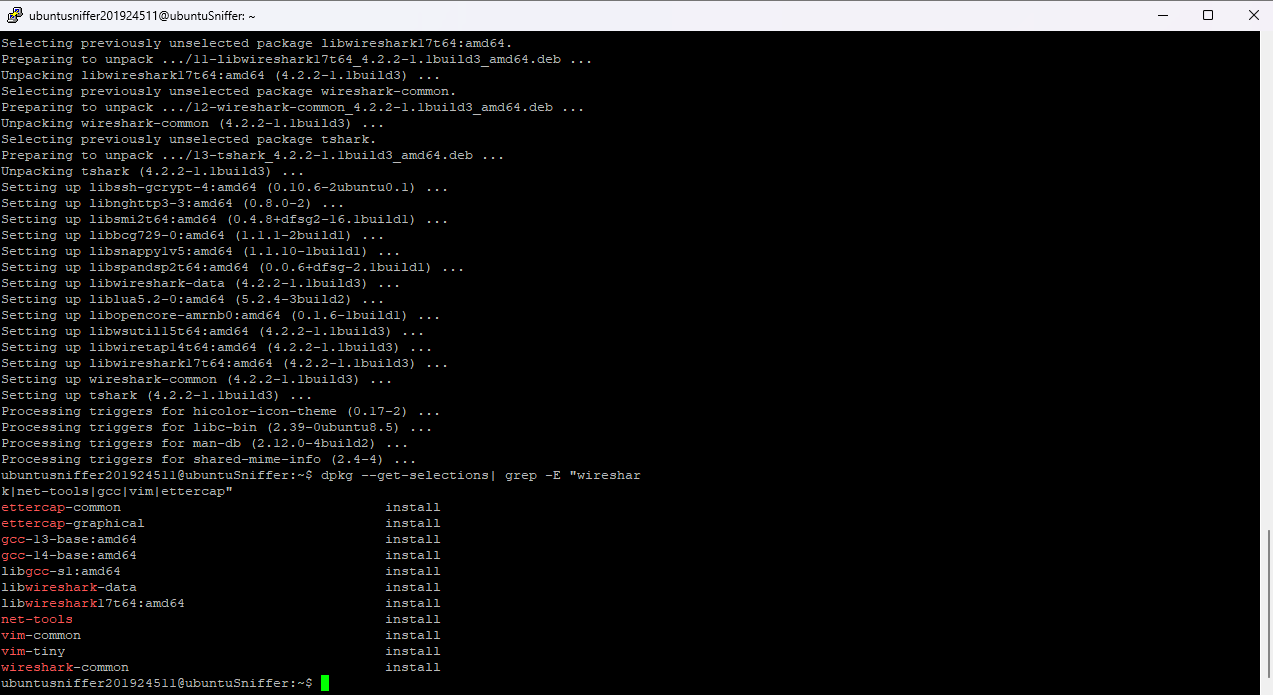 ubuntusniffer201924511@ubuntuSniffer: ~
Selecting previously unselected package libwireshark17t64:amd64.
Preparing to unpack .../11-libwireshark17t64_4.2.2-1.1build3_amd64.deb ...
Unpacking libwireshark17t64:amd64 (4.2.2-1.1build3) ...
Selecting previously unselected package wireshark-common.
Preparing to unpack .../12-wireshark-common_4.2.2-1.1build3_amd64.deb ...
Unpacking wireshark-common (4.2.2-1.1build3) ...
Selecting previously unselected package tshark.
Preparing to unpack .../13-tshark_4.2.2-1.1build3_amd64.deb ...
Unpacking tshark (4.2.2-1.1build3) ...
Setting up libssh-gcrypt-4:amd64 (0.10.6-2ubuntu0.1) ...
Setting up libnghttp3-3:amd64 (0.8.0-2) ...
Setting up libsmi2t64:amd64 (0.4.8+dfsg2-16.1build1) ...
Setting up libbcg729-0:amd64 (1.1.1-2build1) ...
Setting up libsnappy1v5:amd64 (1.1.10-1build1) ...
Setting up libspandsp2t64:amd64 (0.0.6+dfsg-2.1build1) ...
Setting up libwireshark-data (4.2.2-1.1build3) ...
Setting up liblua5.2-0:amd64 (5.2.4-3build2) ...
Setting up libopencore-amrnb0:amd64 (0.1.6-1build1) ...
Setting up libwsutil15t64:amd64 (4.2.2-1.1build3) ...
Setting up libwiretap14t64:amd64 (4.2.2-1.1build3) ...
Setting up libwireshark17t64:amd64 (4.2.2-1.1build3) ...
Setting up wireshark-common (4.2.2-1.1build3) ...
Setting up tshark (4.2.2-1.1build3) ...
Processing triggers for hicolor-icon-theme (0.17-2) ...
Processing triggers for libc-bin (2.39-0ubuntu8.5) ...
Processing triggers for man-db (2.12.0-4build2) ...
Processing triggers for shared-mime-info (2.4-4) ...
ubuntusniffer201924511@ubuntuSniffer:~$ dpkg --get-selections| grep -E "wireshar
k|net-tools|gcc|vim|ettercap"
ettercap-common install
ettercap-graphical install
gcc-13-base:amd64 install
gcc-14-base:amd64 install
libgcc-s1:amd64 install
libwireshark-data install
libwireshark17t64:amd64 install
net-tools install
vim-common install
vim-tiny install
wireshark-common install
ubuntusniffer201924511@ubuntuSniffer:~$